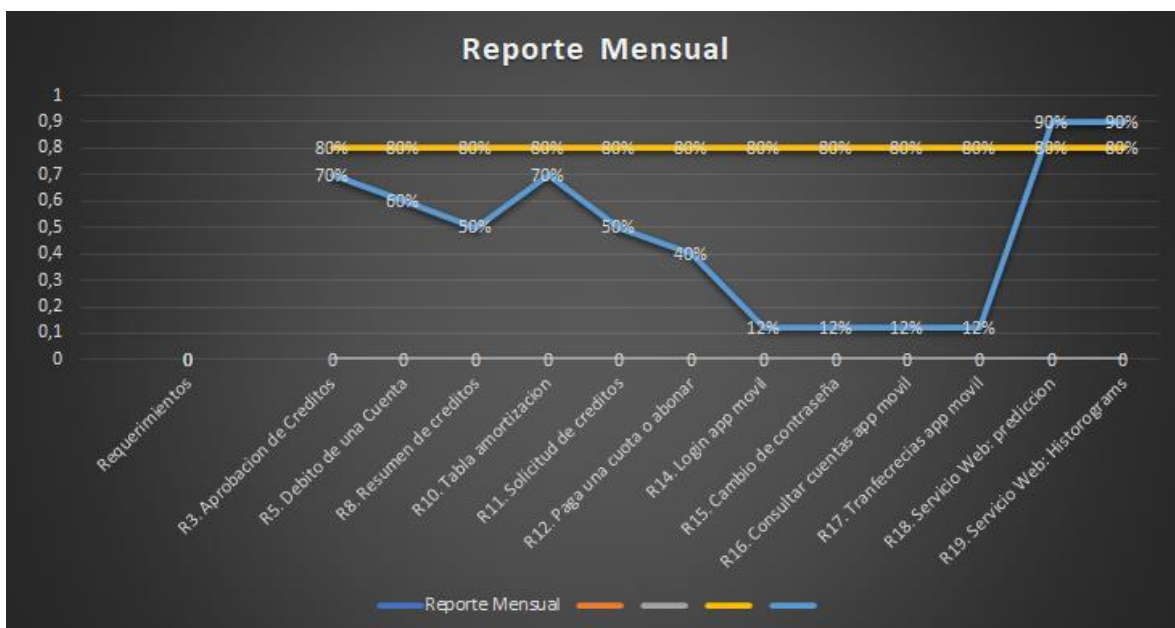 Reporte Mensual
1
0,9
0,8
0,7
0,6
0,5
0,4
0,3
0,2
0,1
0
90% 90%
80% 80% 80% 80% 80% 80% 80% 80% 80% 80% 80% 80%
70% 60% 50% 70% 50% 40% 12% 12% 12% 12%
0 0 0 0 0 0 0 0 0 0 0 0 0
Requerimientos
R3. Aprobacion de Creditos
R5. Debito de una Cuenta
R8. Resumen de creditos
R10. Tabla amortizacion
R11. Solicitud de creditos
R12. Paga una cuota o abonar
R14. Login app movil
R15. Cambio de contraseña
R16. Consultar cuentas app movil
R17. Tranfecrecias app movil
R18. Servicio Web: prediccion
R19. Servicio Web: Historograms
Reporte Mensual